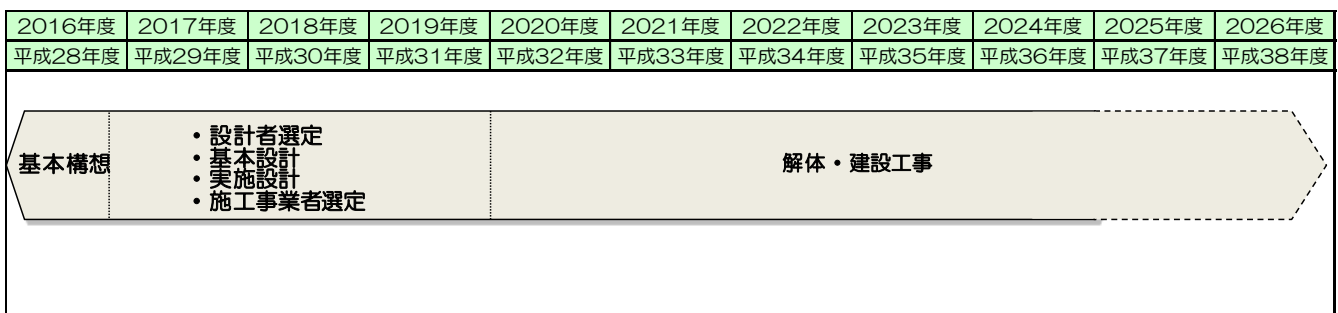 2016年度 2017年度 2018年度 2019年度 2020年度 2021年度 2022年度 2023年度 2024年度 2025年度 2026年度
平成28年度 平成29年度 平成30年度 平成31年度 平成32年度 平成33年度 平成34年度 平成35年度 平成36年度 平成37年度 平成38年度
基本構想
・設計者選定
・基本設計
・実施設計
・施工事業者選定
解体・建設工事